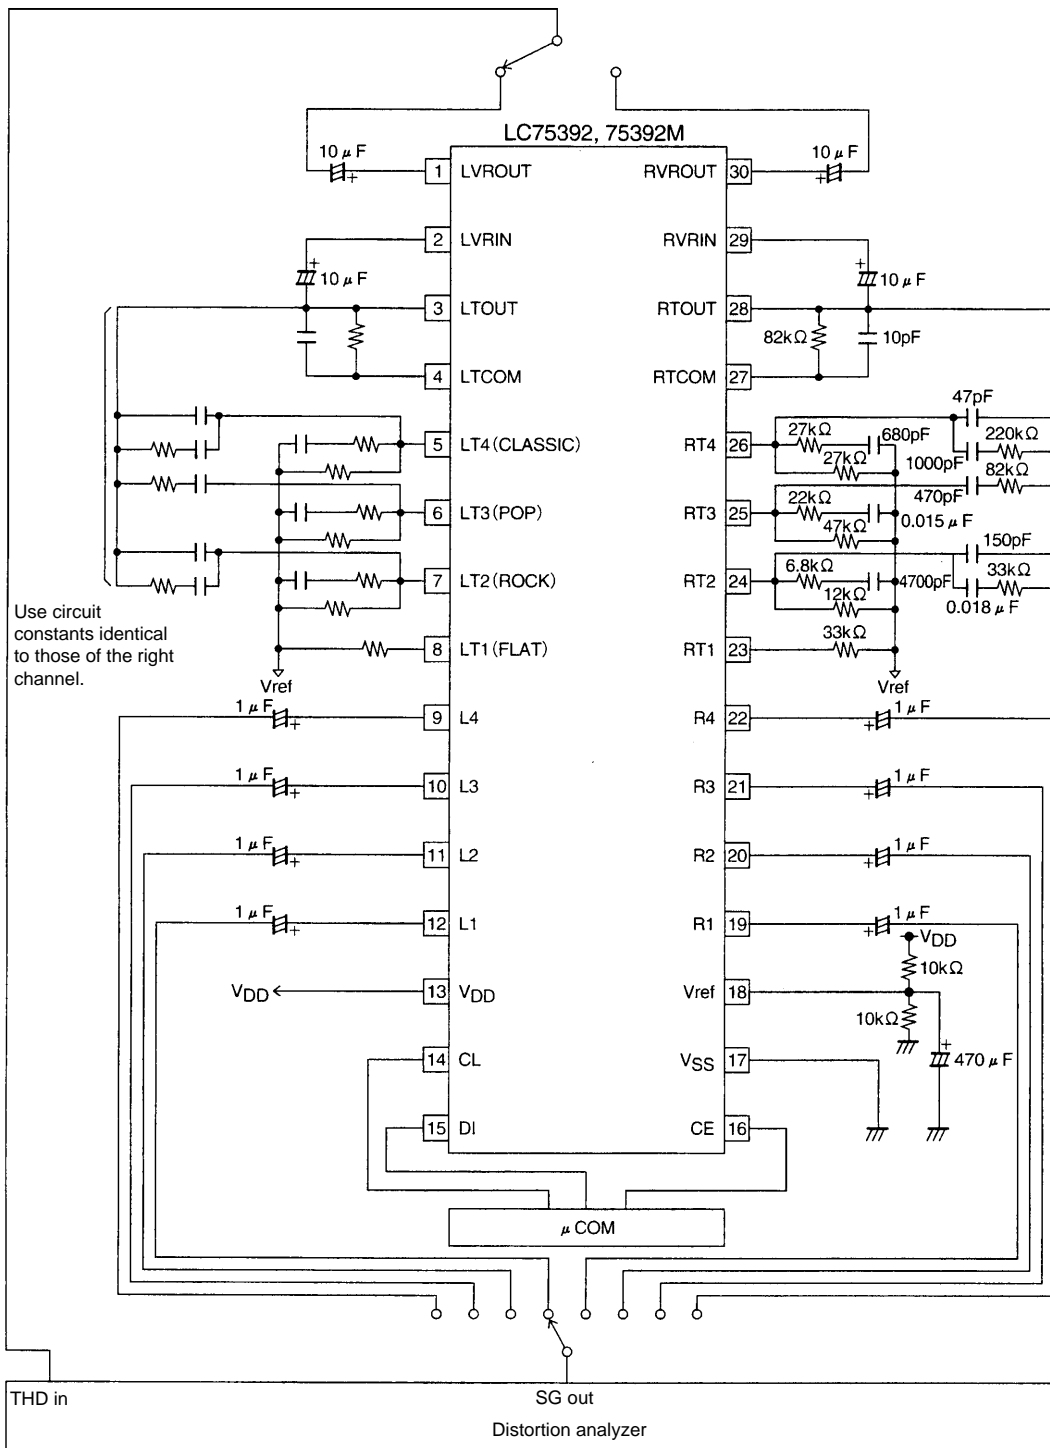 LC75392, 75392M
10 μF
+
1 LVROUT
RVROUT 30
10 μF
+
2 LVRIN
RVRIN 29
+
10 μF
+
10 μF
3 LTOUT
RTOUT 28
82kΩ
10pF
4 LTCOM
RTCOM 27
47pF
5 LT4(CLASSIC)
RT4 26
27kΩ
680pF
220kΩ
27kΩ
1000pF
82kΩ
6 LT3(POP)
RT3 25
22kΩ
470pF
0.015 μF
47kΩ
150pF
7 LT2(ROCK)
RT2 24
6.8kΩ
4700pF
33kΩ
12kΩ
0.018 μF
Use circuit
constants identical
to those of the right
channel.
8 LT1(FLAT)
RT1 23
33kΩ
Vref
Vref
1 μF
+
9 L4
R4 22
1 μF
+
1 μF
+
10 L3
R3 21
1 μF
+
1 μF
+
11 L2
R2 20
1 μF
+
1 μF
+
12 L1
R1 19
1 μF
+
VDD
10kΩ
VDD
13 VDD
Vref 18
10kΩ
+
470 μF
14 CL
VSS 17
15 DI
CE 16
μ COM
THD in
SG out
Distortion analyzer